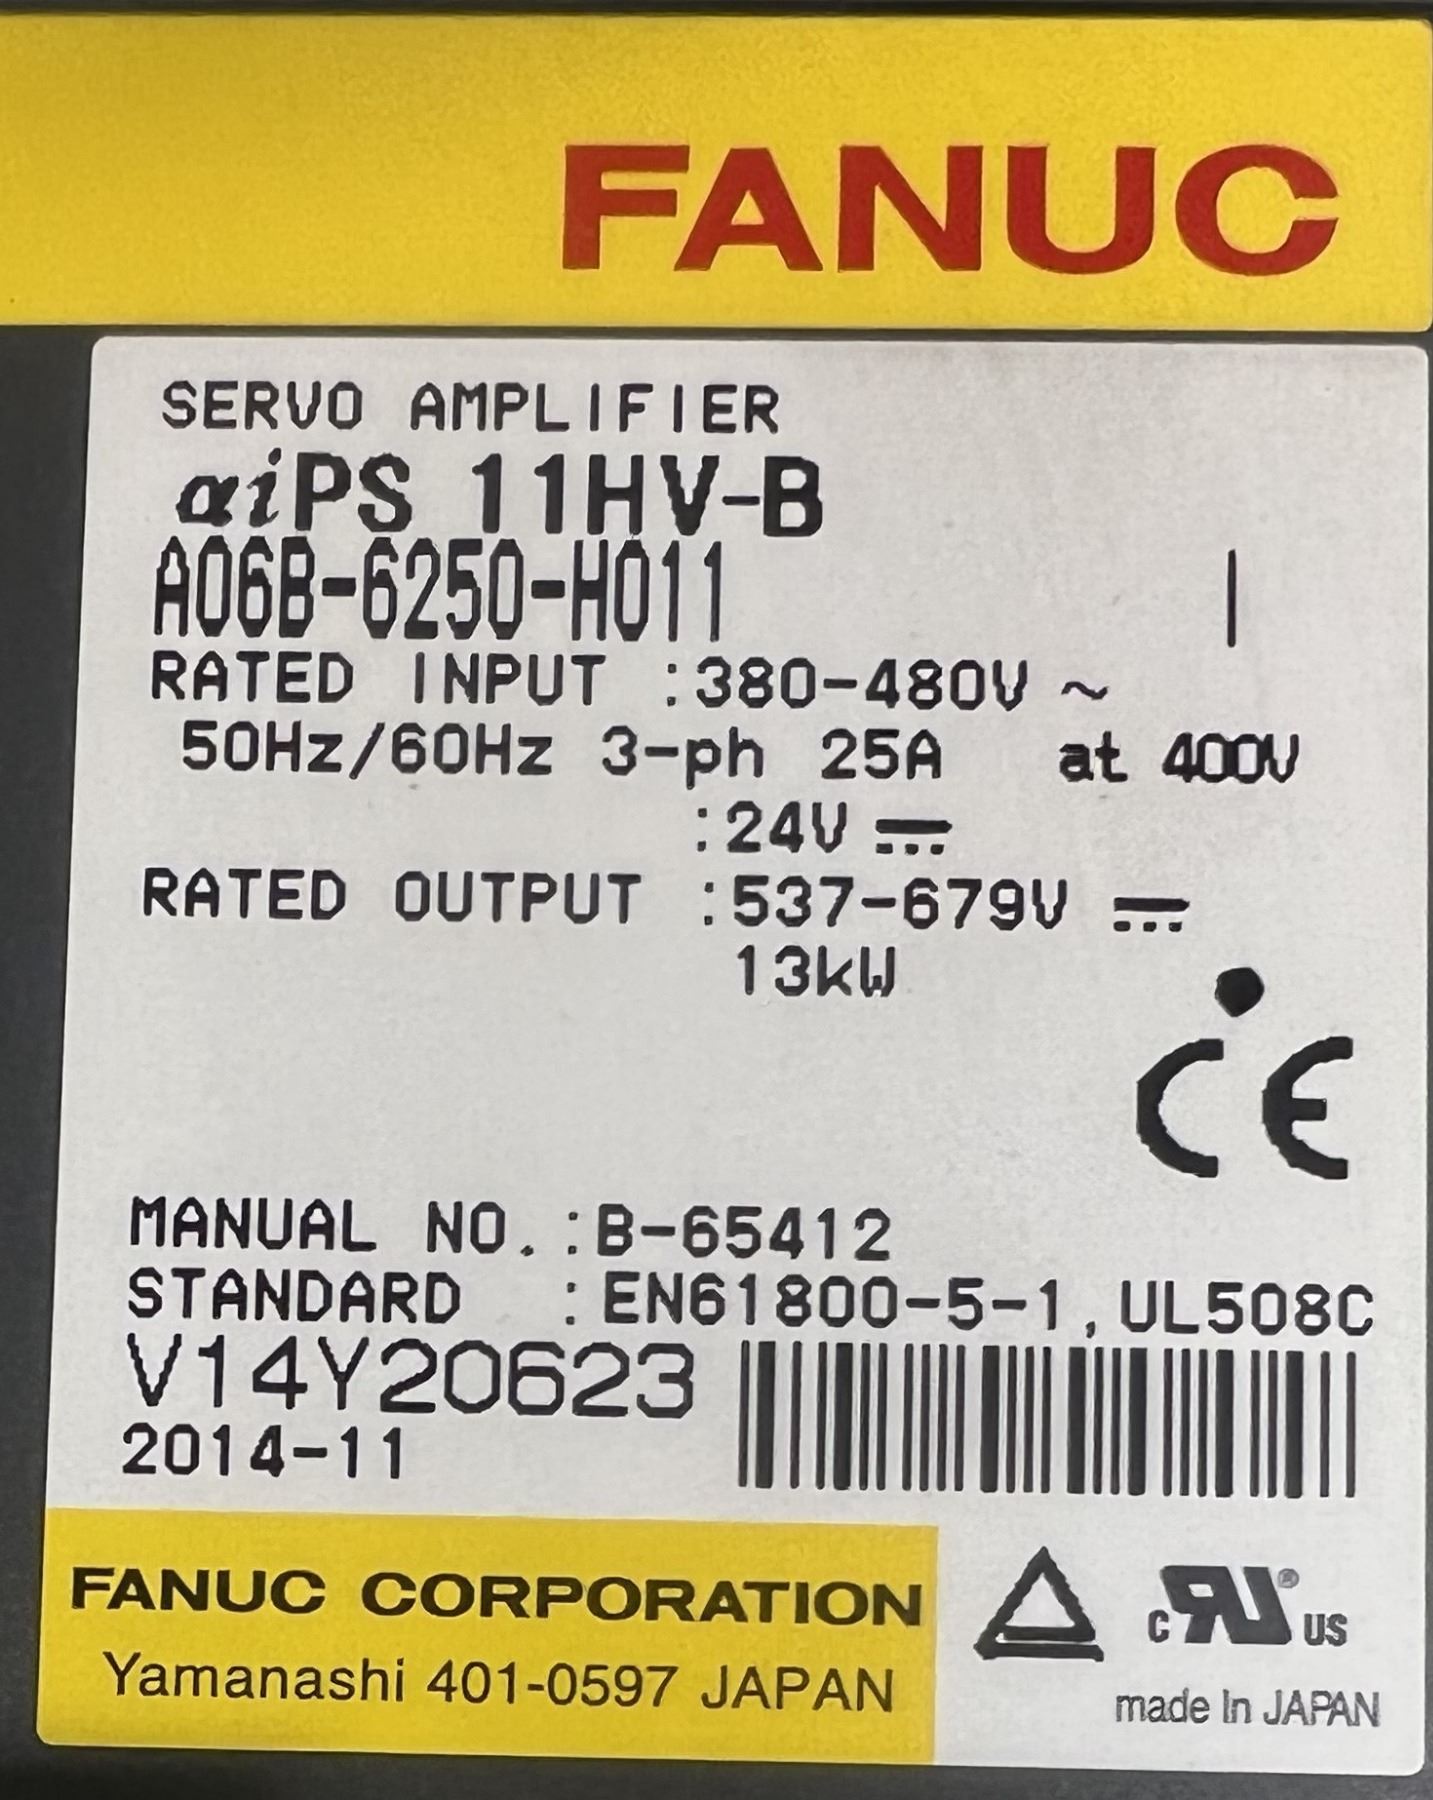 FANUC
SERVO AMPLIFIER
αiPS 11HV-B
A06B-6250-H011 I
RATED INPUT :380-480V ~
50Hz/60Hz 3-ph 25A at 400V
:24V ⎓
RATED OUTPUT :537-679V ⎓
13kW
CE
MANUAL NO.:B-65412
STANDARD :EN61800-5-1,UL508C
V14Y20623
2014-11
FANUC CORPORATION
Yamanashi 401-0597 JAPAN
c RU® US
made In JAPAN